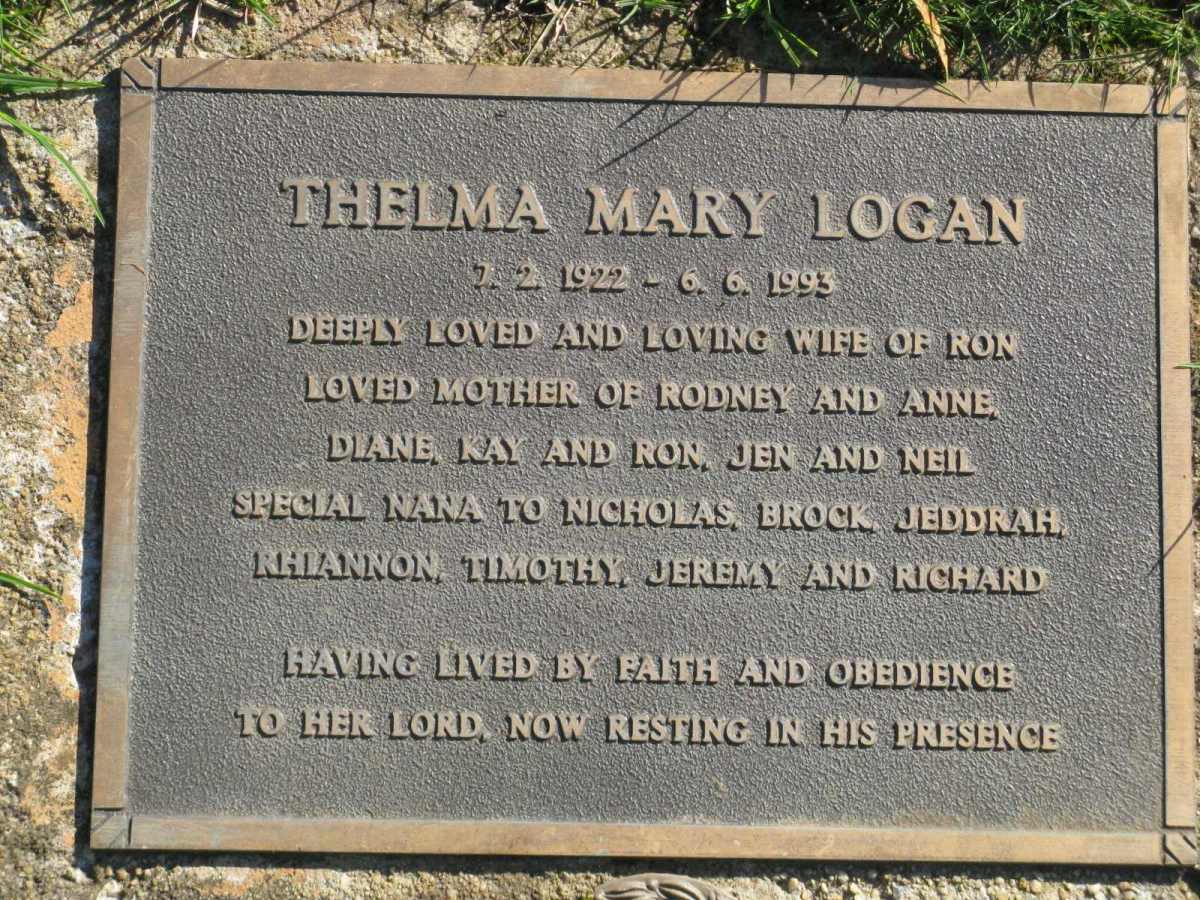 THELMA MARY LOGAN
7. 2. 1922 - 6. 6. 1993
DEEPLY LOVED AND LOVING WIFE OF RON
LOVED MOTHER OF RODNEY AND ANNE,
DIANE, KAY AND RON, JEN AND NEIL
SPECIAL NANA TO NICHOLAS, BROCK, JEDDRAH,
RHIANNON, TIMOTHY, JEREMY AND RICHARD
HAVING LIVED BY FAITH AND OBEDIENCE
TO HER LORD, NOW RESTING IN HIS PRESENCE